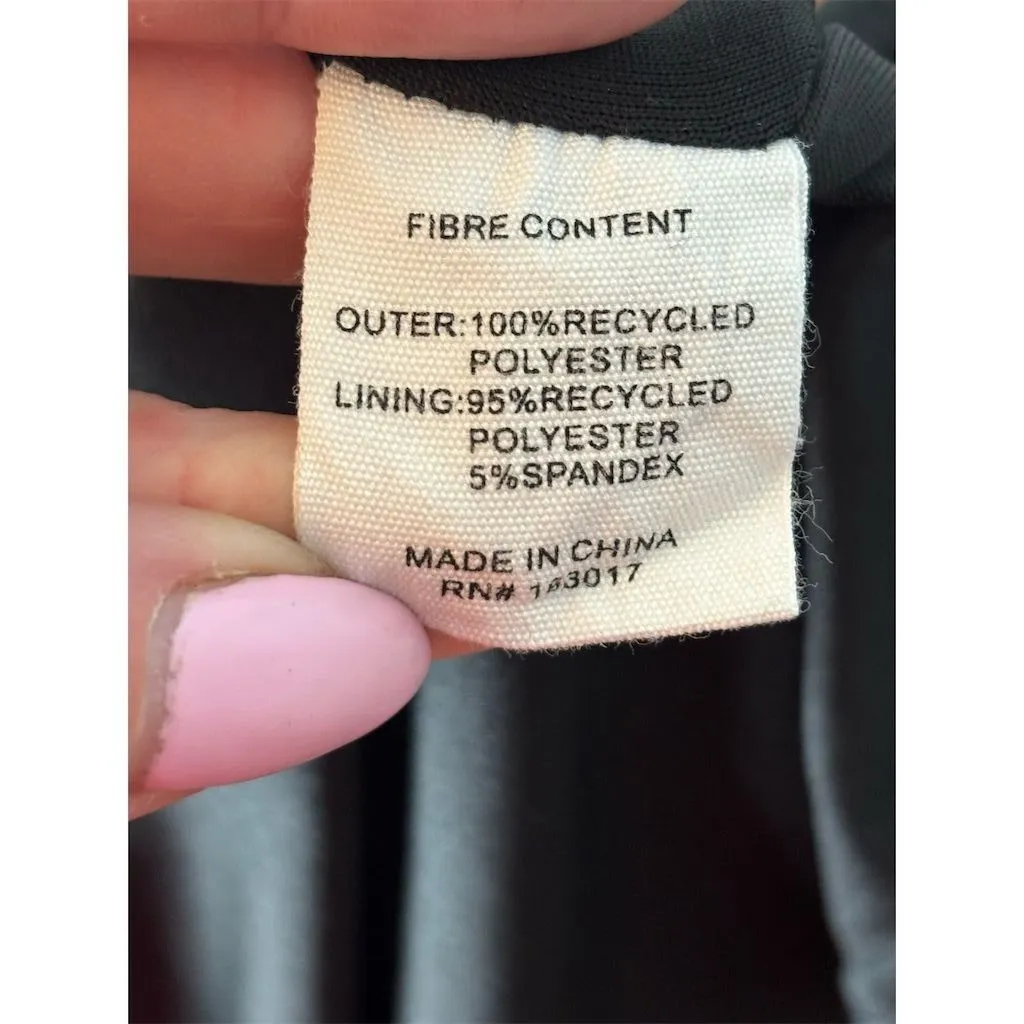 FIBRE CONTENT
OUTER:100%RECYCLED
POLYESTER
LINING:95%RECYCLED
POLYESTER
5%SPANDEX
MADE IN CHINA
RN#